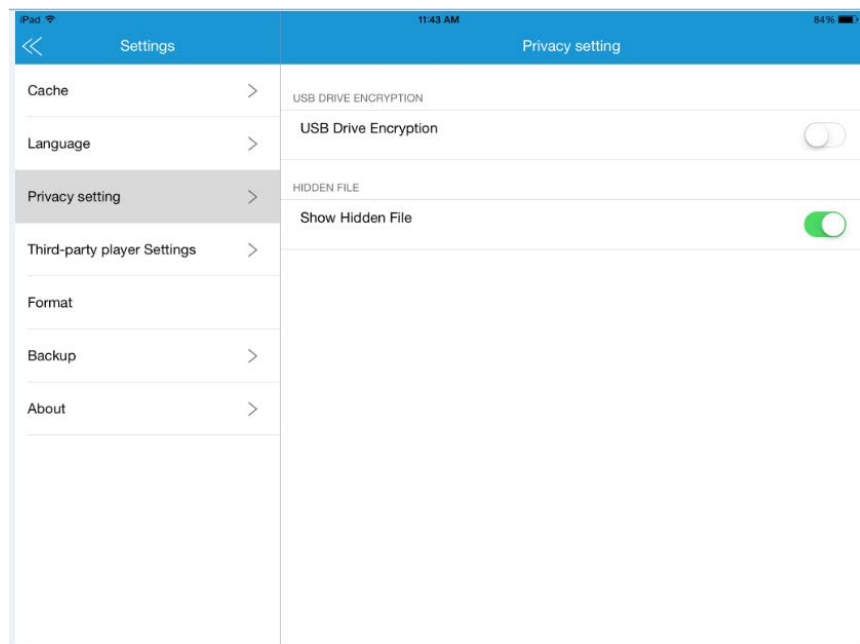 iPad 11:43 AM 84%
Settings
Privacy setting
Cache
Language
Privacy setting
Third-party player Settings
Format
Backup
About
USB DRIVE ENCRYPTION
USB Drive Encryption
HIDDEN FILE
Show Hidden File